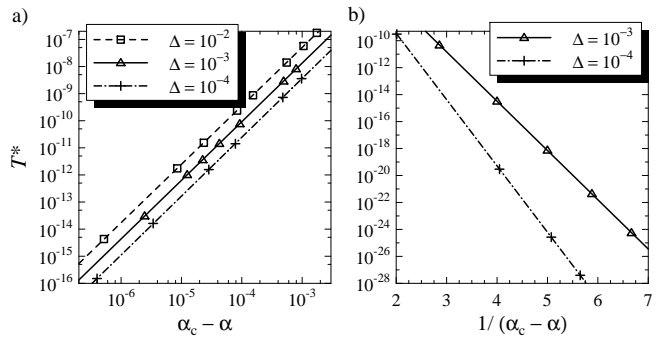 a)
T*
10⁻⁷
10⁻⁸
10⁻⁹
10⁻¹⁰
10⁻¹¹
10⁻¹²
10⁻¹³
10⁻¹⁴
10⁻¹⁵
10⁻¹⁶
Δ = 10⁻²
Δ = 10⁻³
Δ = 10⁻⁴
10⁻⁶ 10⁻⁵ 10⁻⁴ 10⁻³
α_c – α
b)
10⁻¹⁰
10⁻¹²
10⁻¹⁴
10⁻¹⁶
10⁻¹⁸
10⁻²⁰
10⁻²²
10⁻²⁴
10⁻²⁶
10⁻²⁸
Δ = 10⁻³
Δ = 10⁻⁴
2 3 4 5 6 7
1/ (α_c – α)